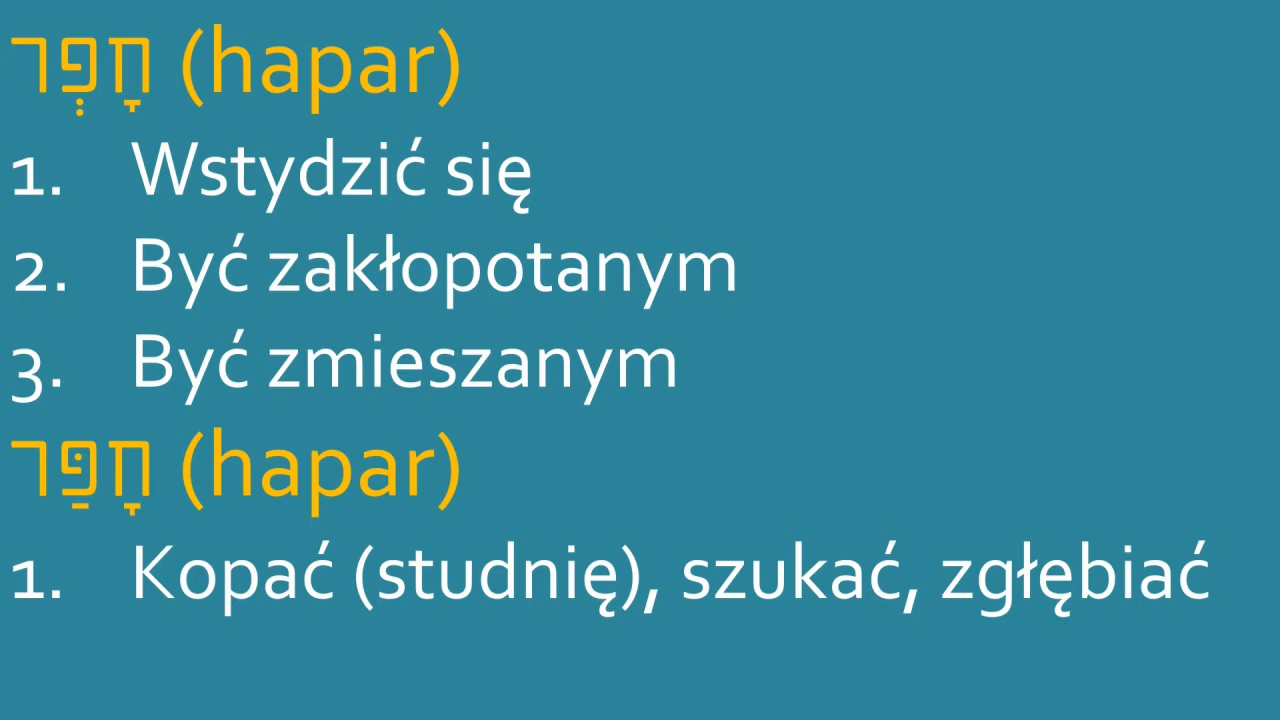 חָפְר (hapar)
1. Wstydzić się
2. Być zakłopotanym
3. Być zmieszanym
חָפַּר (hapar)
1. Kopać (studnię), szukać, zgłębiać